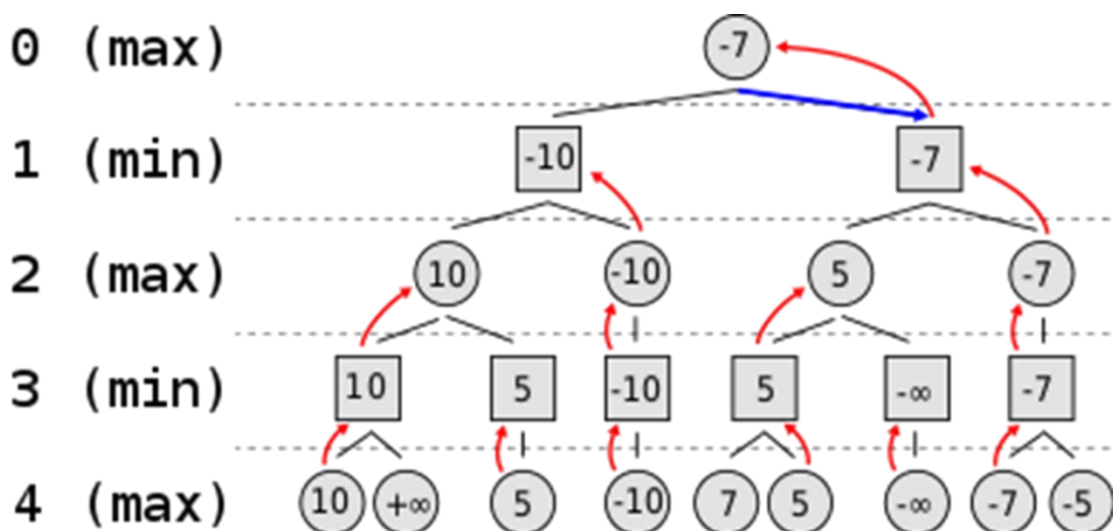 0 (max) -7
1 (min) -10 -7
2 (max) 10 -10 5 -7
3 (min) 10 5 -10 5 -∞ -7
4 (max) 10 +∞ 5 -10 7 5 -∞ -7 -5